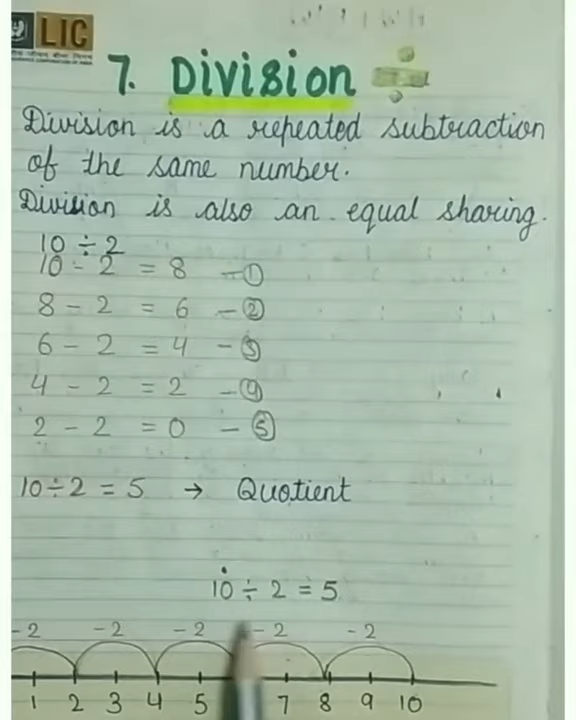 LIC
7. Division ÷
Division is a repeated subtraction
of the same number.
Division is also an equal sharing.
10 ÷ 2
10 - 2 = 8 - ①
8 - 2 = 6 - ②
6 - 2 = 4 - ③
4 - 2 = 2 - ④
2 - 2 = 0 - ⑤
10 ÷ 2 = 5 → Quotient
10 ÷ 2 = 5
-2 -2 -2 -2 -2
1 2 3 4 5 7 8 9 10